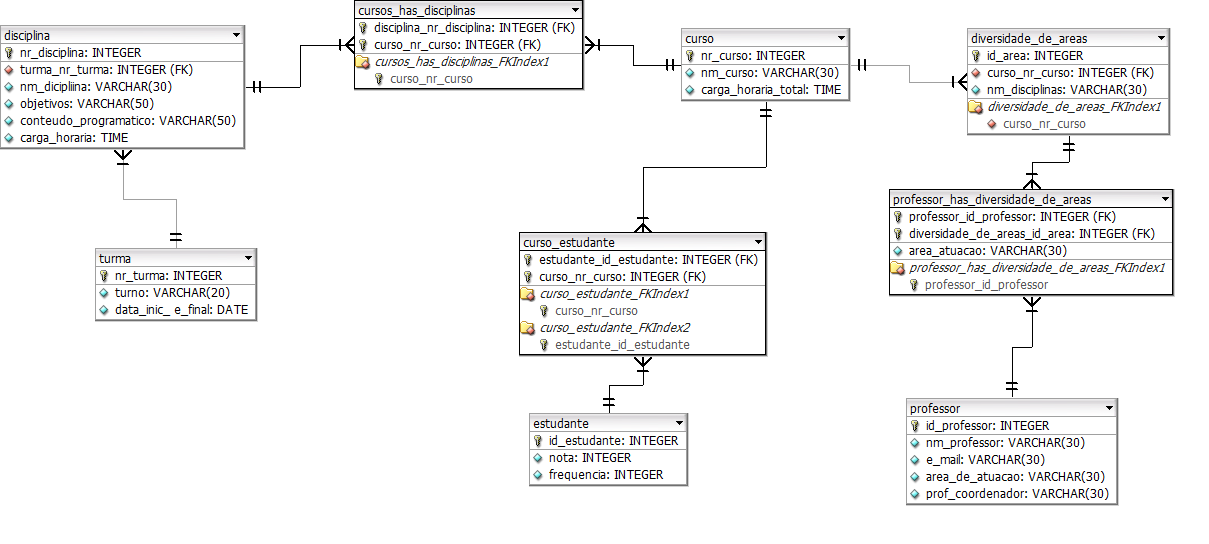 disciplina
nr_disciplina: INTEGER
turma_nr_turma: INTEGER (FK)
nm_diciplina: VARCHAR(30)
objetivos: VARCHAR(50)
conteudo_programatico: VARCHAR(50)
carga_horaria: TIME
cursos_has_disciplinas
disciplina_nr_disciplina: INTEGER (FK)
curso_nr_curso: INTEGER (FK)
cursos_has_disciplinas_FKIndex1
curso_nr_curso
curso
nr_curso: INTEGER
nm_curso: VARCHAR(30)
carga_horaria_total: TIME
diversidade_de_areas
id_area: INTEGER
curso_nr_curso: INTEGER (FK)
nm_disciplinas: VARCHAR(30)
diversidade_de_areas_FKIndex1
curso_nr_curso
turma
nr_turma: INTEGER
turno: VARCHAR(20)
data_inic_ e_final: DATE
curso_estudante
estudante_id_estudante: INTEGER (FK)
curso_nr_curso: INTEGER (FK)
curso_estudante_FKIndex1
curso_nr_curso
curso_estudante_FKIndex2
estudante_id_estudante
professor_has_diversidade_de_areas
professor_id_professor: INTEGER (FK)
diversidade_de_areas_id_area: INTEGER (FK)
area_atuacao: VARCHAR(30)
professor_has_diversidade_de_areas_FKIndex1
professor_id_professor
estudante
id_estudante: INTEGER
nota: INTEGER
frequencia: INTEGER
professor
id_professor: INTEGER
nm_professor: VARCHAR(30)
e_mail: VARCHAR(30)
area_de_atuacao: VARCHAR(30)
prof_coordenador: VARCHAR(30)